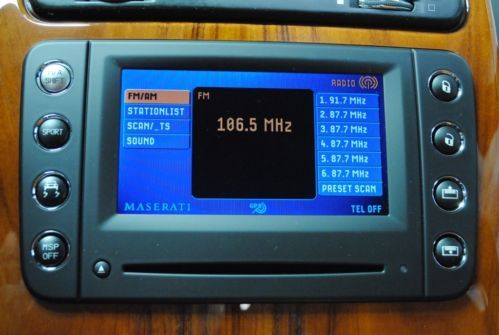 RADIO
FM/AM
STATIONLIST
SCAN/_TS
SOUND
FM
106.5 MHz
1. 91.7 MHz
2. 87.7 MHz
3. 87.7 MHz
4. 87.7 MHz
5. 87.7 MHz
6. 87.7 MHz
PRESET SCAN
MASERATI
GPS
TEL OFF
SHIFT
SPORT
MSP
OFF